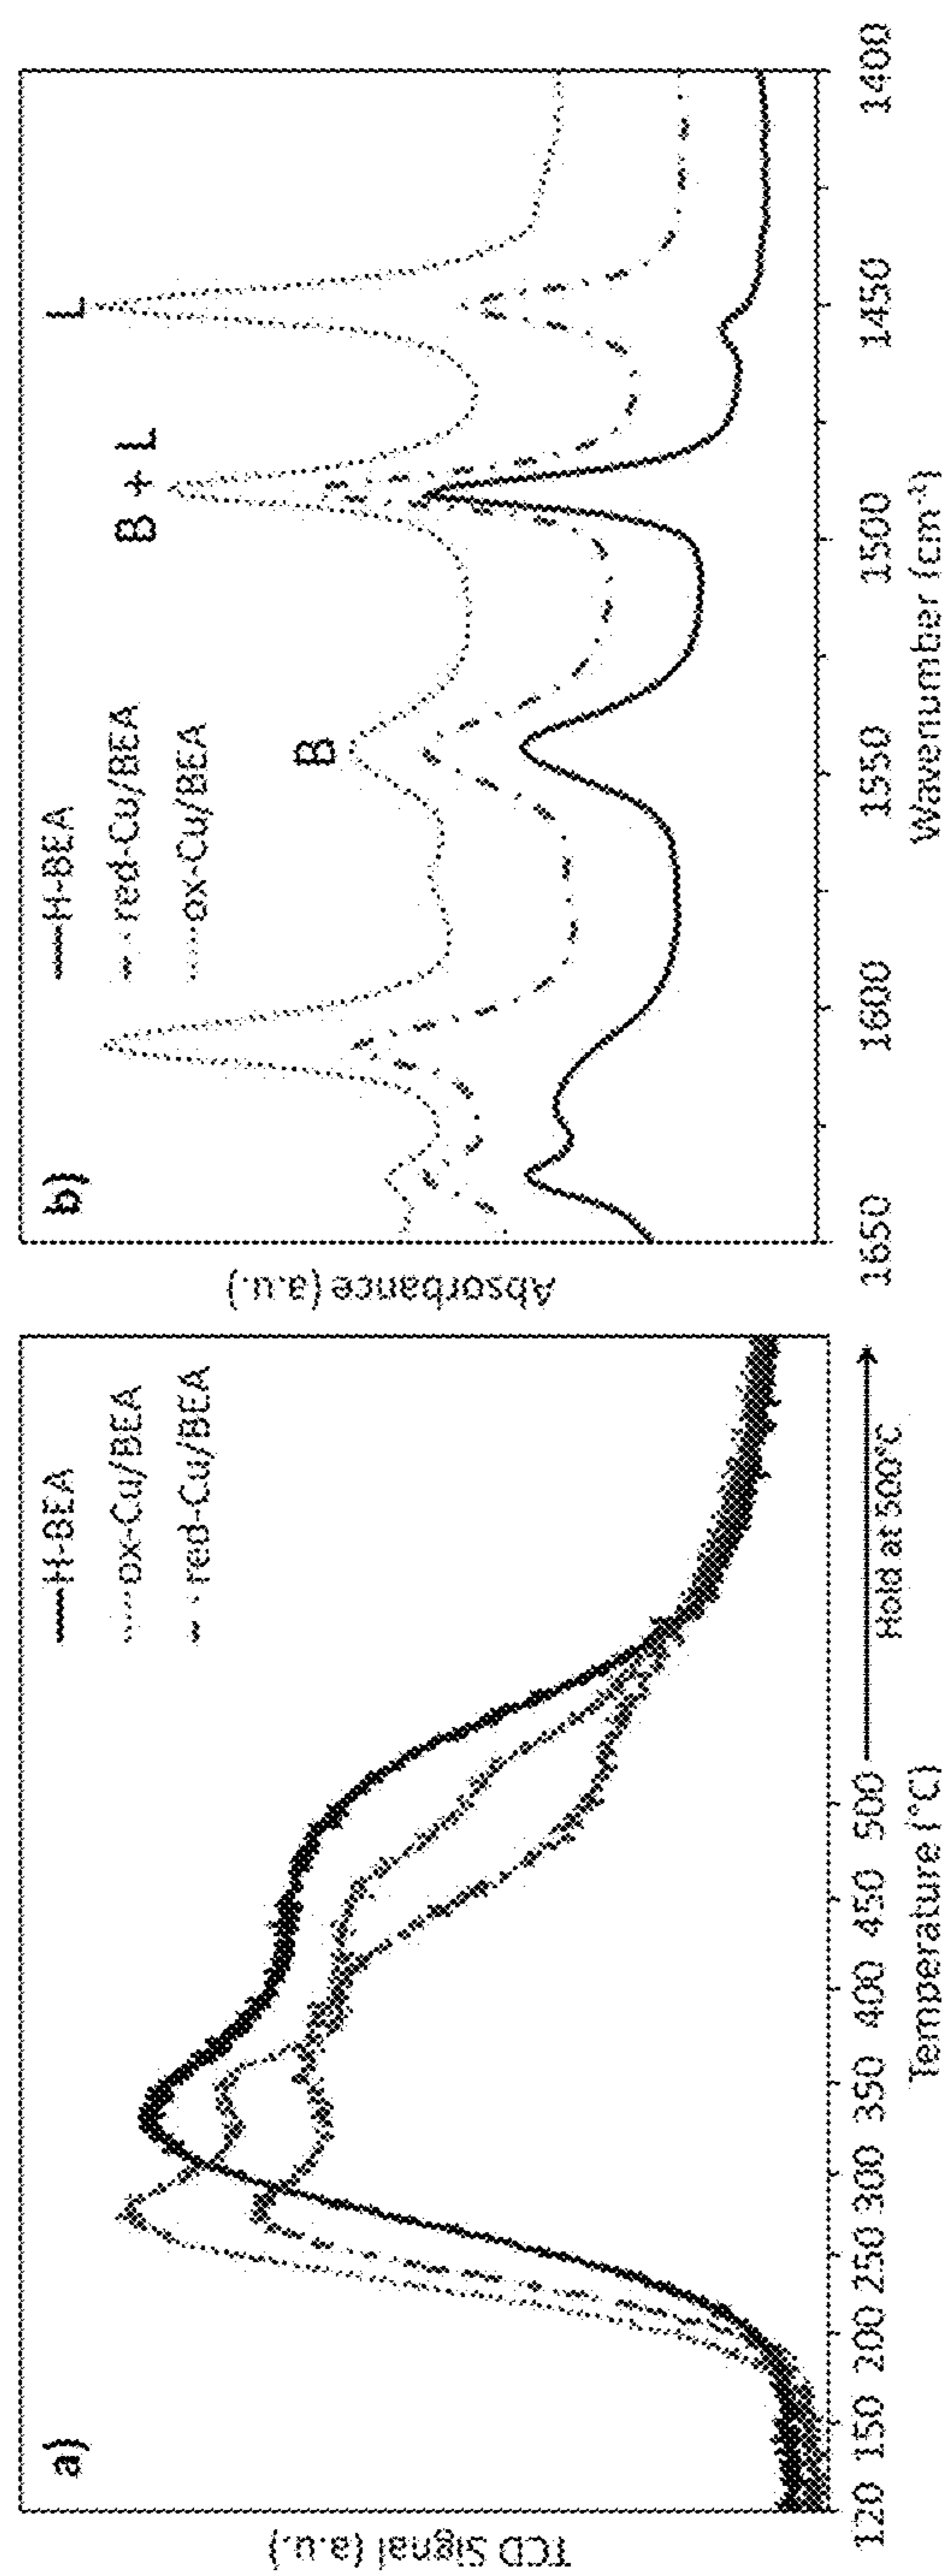 a)
H-BEA
ox-Cu/BEA
red-Cu/BEA
TCD Signal (a.u.)
120 150 200 250 300 350 400 450 500
Hold at 500°C
Temperature (°C)
b)
H-BEA
red-Cu/BEA
ox-Cu/BEA
B
B + L
L
Absorbance (a.u.)
1650 1600 1550 1500 1450 1400
Wavenumber (cm⁻¹)